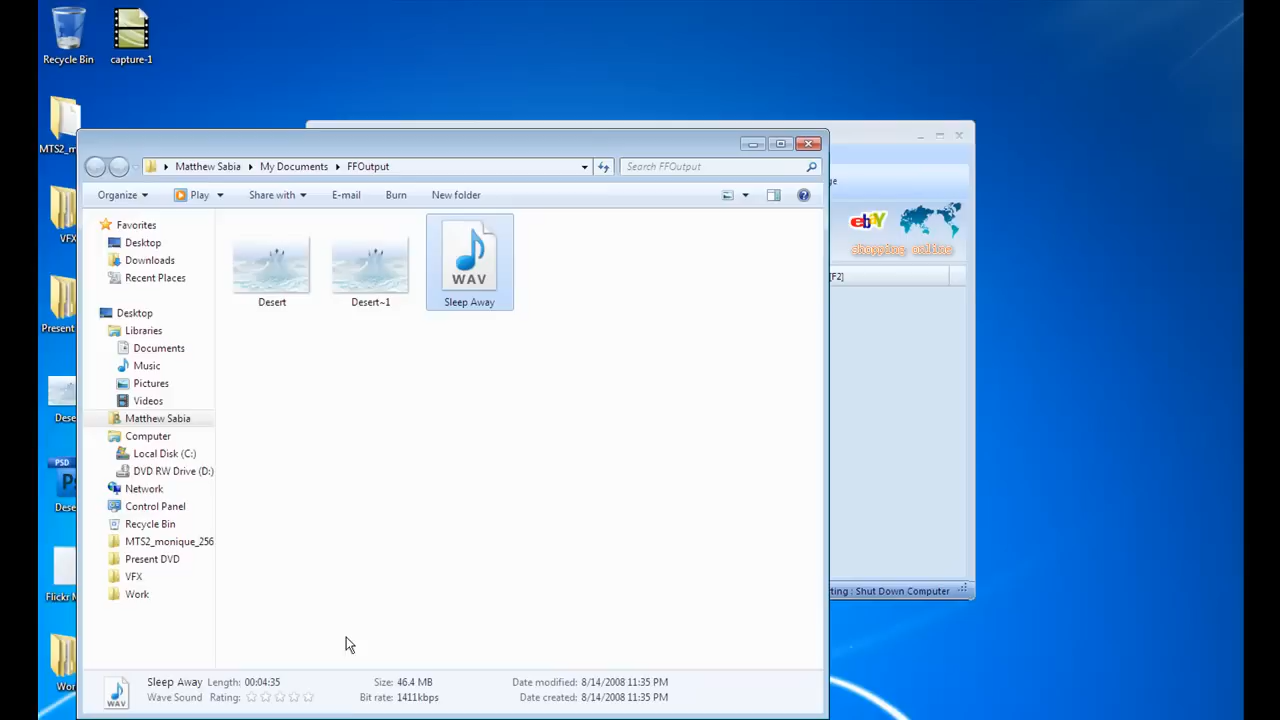 Recycle Bin
capture-1
MTS2_m
VFX
Present
Dese
PSD
Ps
Dese
Flickr M
Wor
Matthew Sabia
My Documents
FFOutput
Search FFOutput
Organize
Play
Share with
E-mail
Burn
New folder
Favorites
Desktop
Downloads
Recent Places
Desktop
Libraries
Documents
Music
Pictures
Videos
Matthew Sabia
Computer
Local Disk (C:)
DVD RW Drive (D:)
Network
Control Panel
Recycle Bin
MTS2_monique_256
Present DVD
VFX
Work
Desert
Desert~1
WAV
Sleep Away
ge
ebY
shopping online
[F2]
ting : Shut Down Computer
WAV
Sleep Away Length: 00:04:35 Size: 46.4 MB Date modified: 8/14/2008 11:35 PM
Wave Sound Rating: Bit rate: 1411kbps Date created: 8/14/2008 11:35 PM